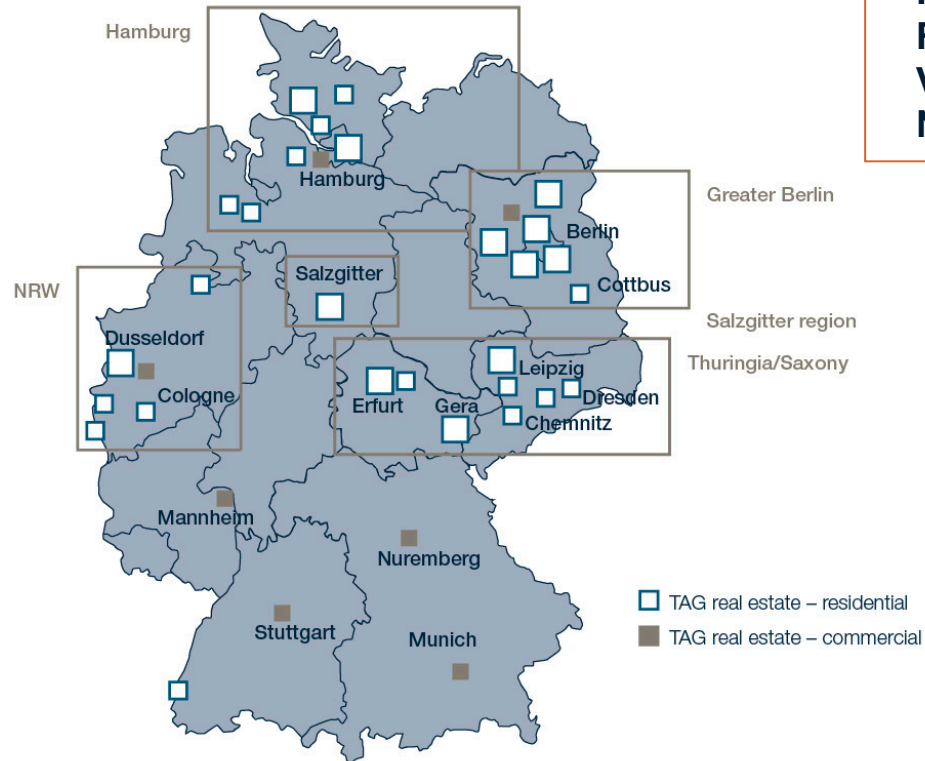 Hamburg
Hamburg
Greater Berlin
Berlin
Salzgitter
Cottbus
NRW
Salzgitter region
Dusseldorf
Thuringia/Saxony
Leipzig
Cologne
Erfurt
Gera
Dresden
Chemnitz
Mannheim
Nuremberg
TAG real estate – residential
Stuttgart
Munich
TAG real estate – commercial